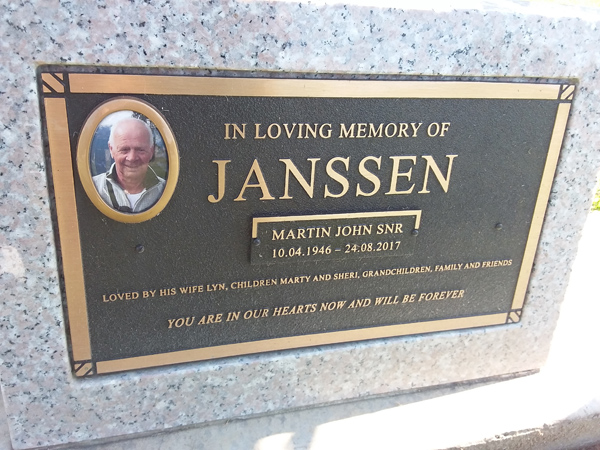 IN LOVING MEMORY OF
JANSSEN
MARTIN JOHN SNR
10.04.1946 – 24.08.2017
LOVED BY HIS WIFE LYN, CHILDREN MARTY AND SHERI, GRANDCHILDREN, FAMILY AND FRIENDS
YOU ARE IN OUR HEARTS NOW AND WILL BE FOREVER